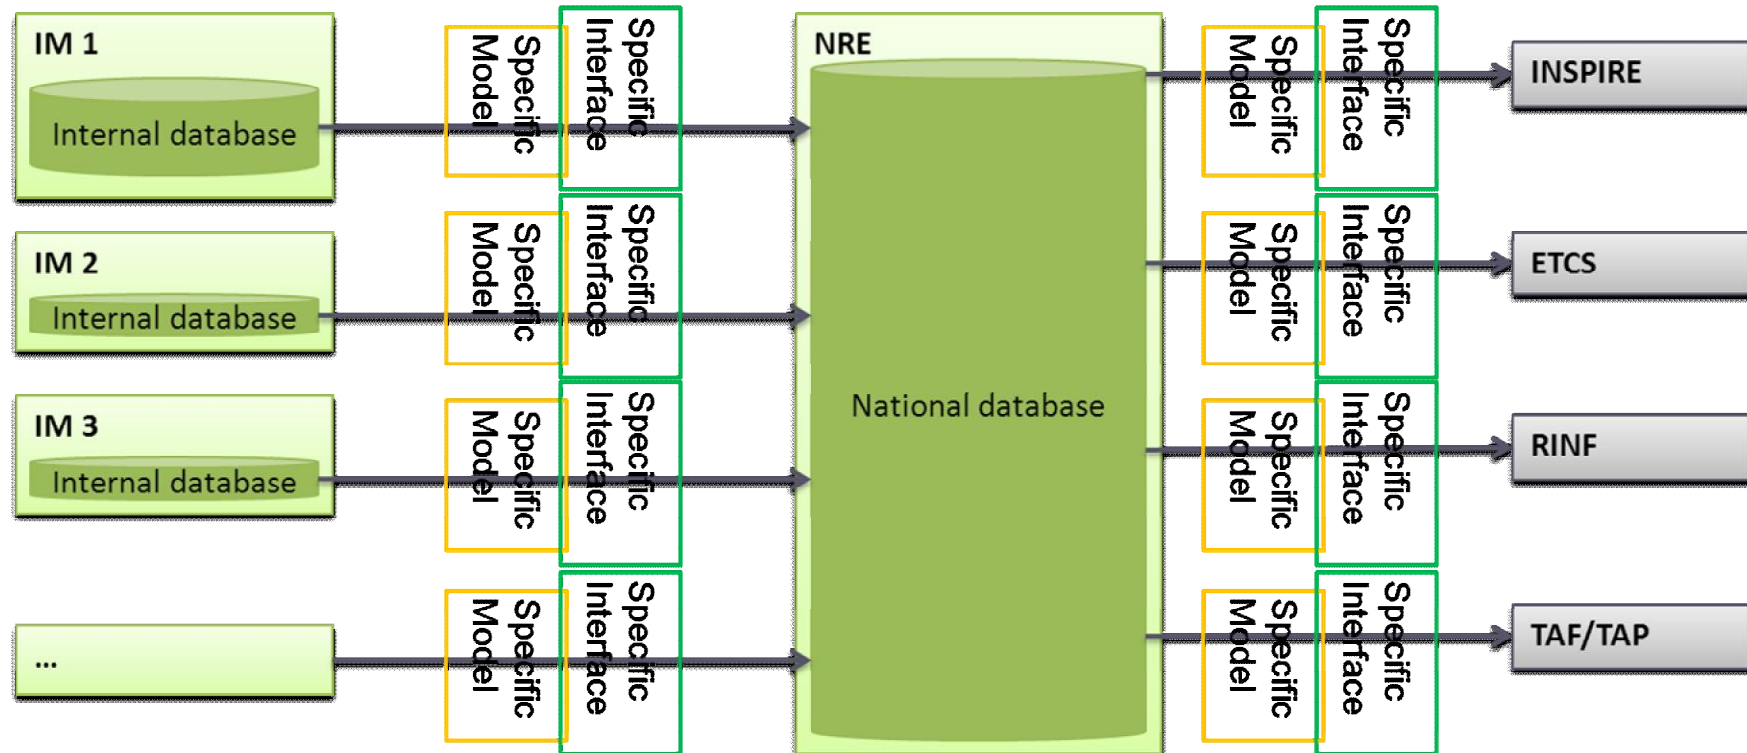 IM 1
Internal database
Specific
Model
Specific
Interface
IM 2
Internal database
Specific
Model
Specific
Interface
IM 3
Internal database
Specific
Model
Specific
Interface
...
Specific
Model
Specific
Interface
NRE
National database
Specific
Model
Specific
Interface
INSPIRE
Specific
Model
Specific
Interface
ETCS
Specific
Model
Specific
Interface
RINF
Specific
Model
Specific
Interface
TAF/TAP